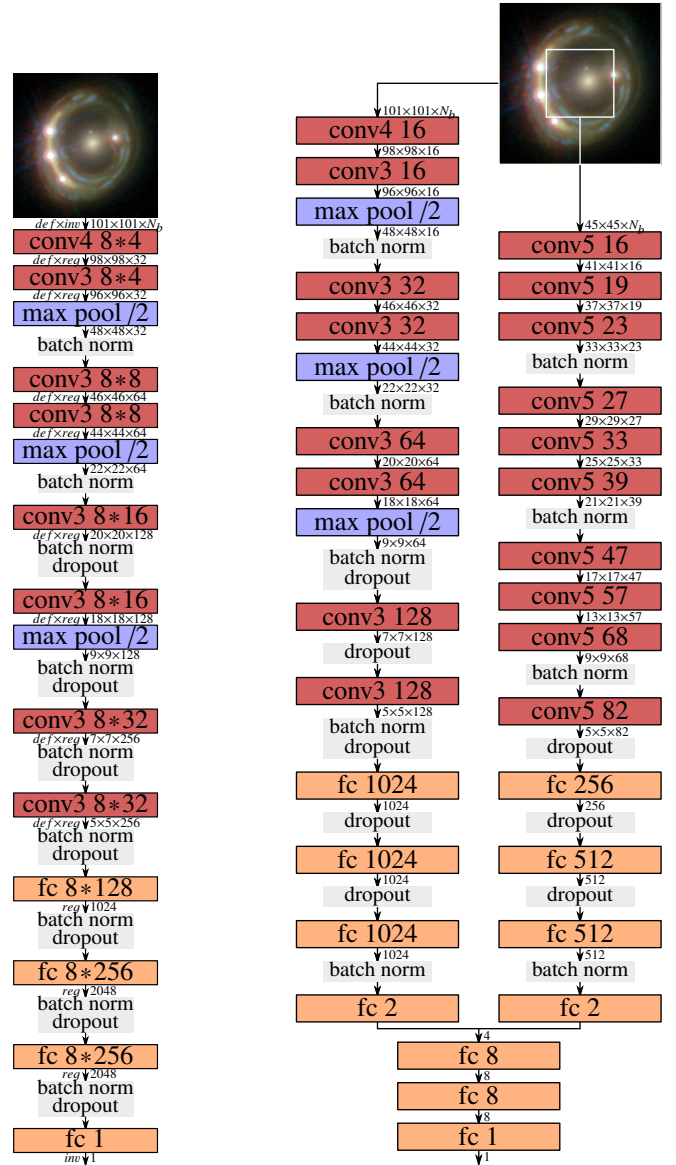 def×inv 101×101×N_b
conv4 8*4
def×reg 98×98×32
conv3 8*4
def×reg 96×96×32
max pool /2
48×48×32
batch norm
conv3 8*8
def×reg 46×46×64
conv3 8*8
def×reg 44×44×64
max pool /2
22×22×64
batch norm
conv3 8*16
def×reg 20×20×128
batch norm
dropout
conv3 8*16
def×reg 18×18×128
max pool /2
9×9×128
batch norm
dropout
conv3 8*32
def×reg 7×7×256
batch norm
dropout
conv3 8*32
def×reg 5×5×256
batch norm
dropout
fc 8*128
reg 1024
batch norm
dropout
fc 8*256
reg 2048
batch norm
dropout
fc 8*256
reg 2048
batch norm
dropout
fc 1
inv 1
101×101×N_b
conv4 16
98×98×16
conv3 16
96×96×16
max pool /2
48×48×16
batch norm
conv3 32
46×46×32
conv3 32
44×44×32
max pool /2
22×22×32
batch norm
conv3 64
20×20×64
conv3 64
18×18×64
max pool /2
9×9×64
batch norm
dropout
conv3 128
7×7×128
dropout
conv3 128
5×5×128
batch norm
dropout
fc 1024
1024
dropout
fc 1024
1024
dropout
fc 1024
1024
batch norm
fc 2
45×45×N_b
conv5 16
41×41×16
conv5 19
37×37×19
conv5 23
33×33×23
batch norm
conv5 27
29×29×27
conv5 33
25×25×33
conv5 39
21×21×39
batch norm
conv5 47
17×17×47
conv5 57
13×13×57
conv5 68
9×9×68
batch norm
conv5 82
5×5×82
dropout
fc 256
256
dropout
fc 512
512
dropout
fc 512
512
batch norm
fc 2
4
fc 8
8
fc 8
8
fc 1
1